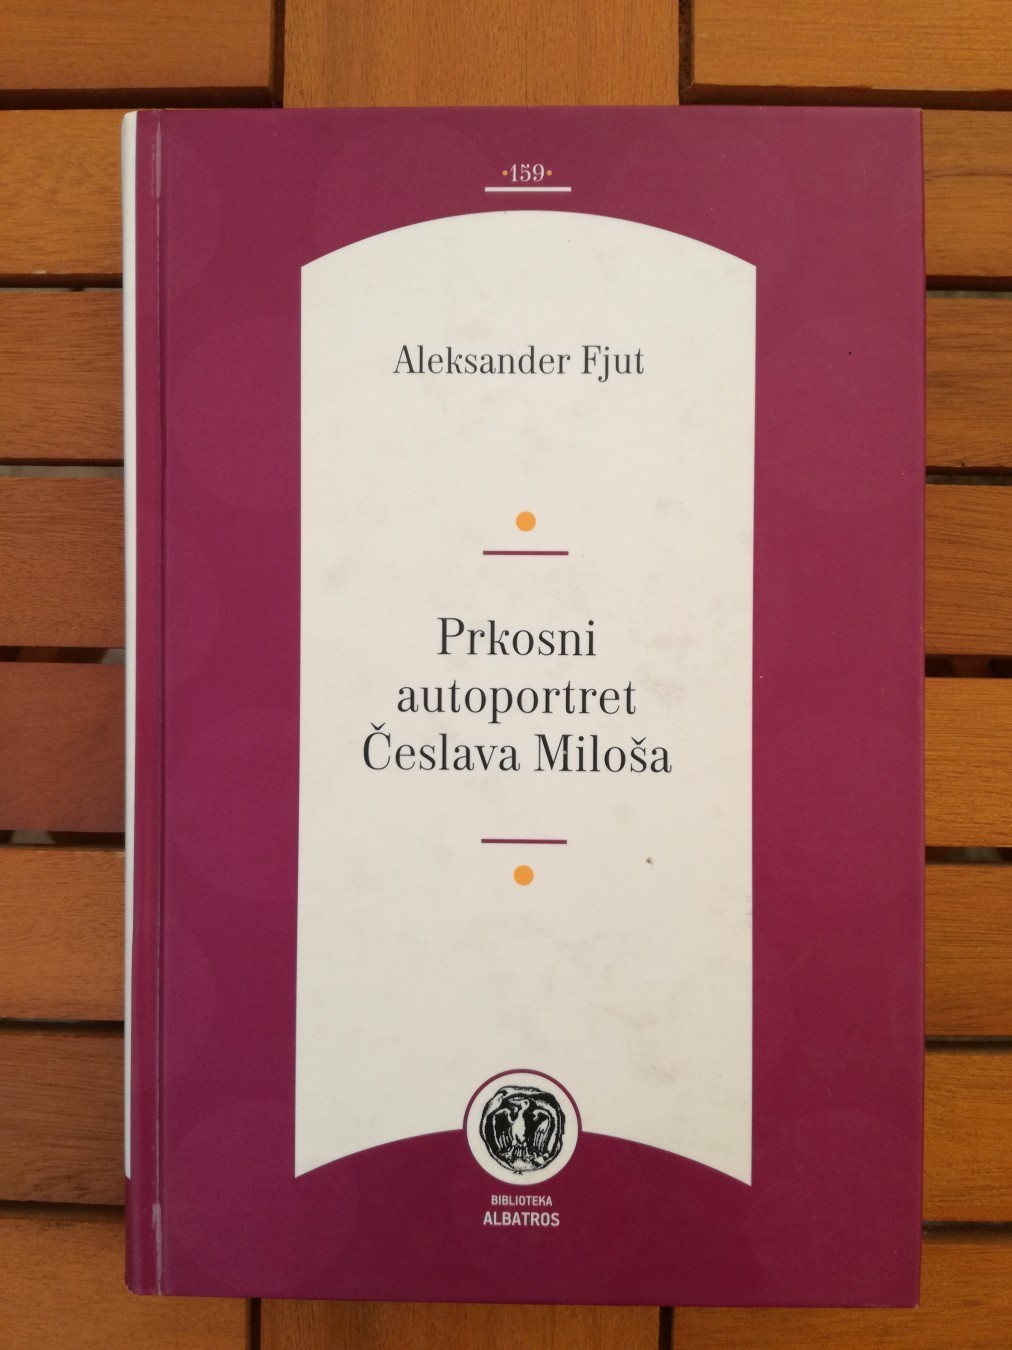 ·159·
Aleksander Fjut
Prkosni
autoportret
Česlava Miloša
BIBLIOTEKA
ALBATROS